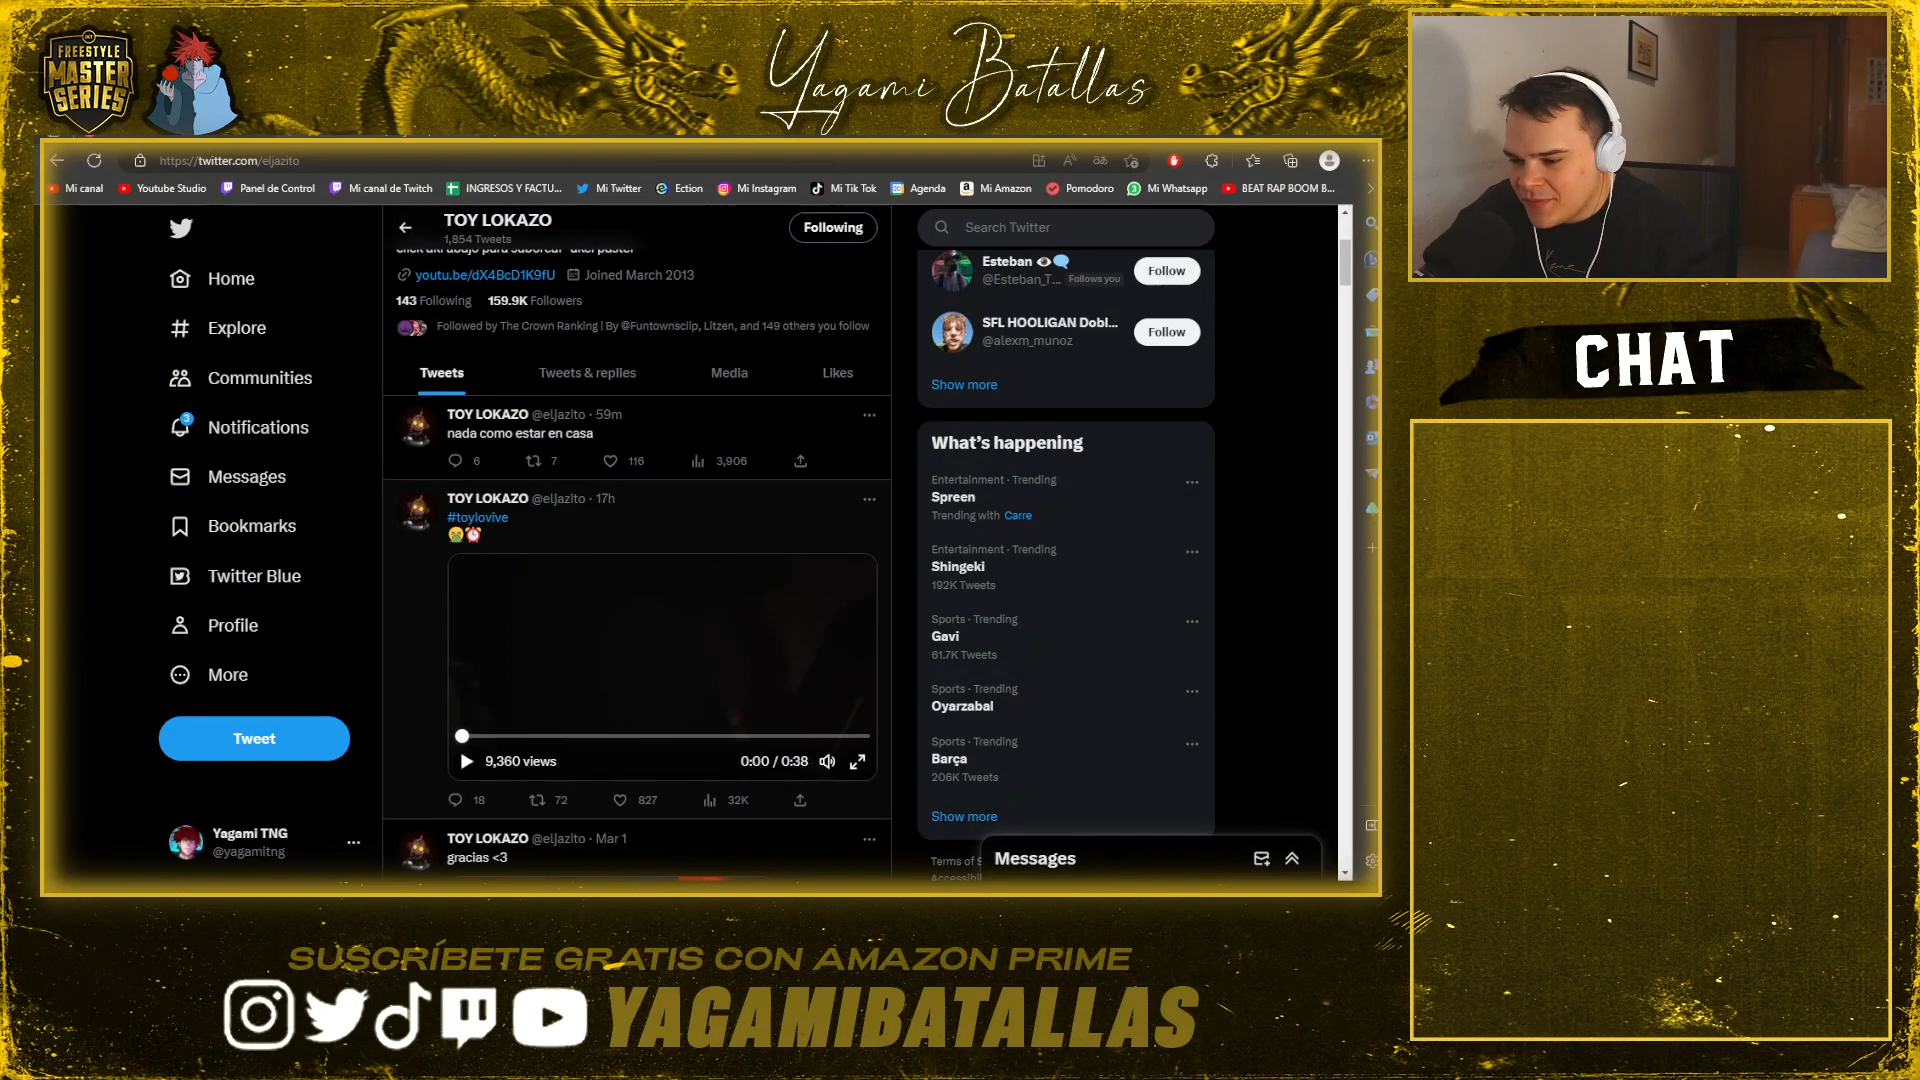 INT
FREESTYLE
MASTER
SERIES
Yagami Batallas
https://twitter.com/eljazito
Mi canal
Youtube Studio
Panel de Control
Mi canal de Twitch
INGRESOS Y FACTU...
Mi Twitter
Ection
Mi Instagram
Mi Tik Tok
Agenda
Mi Amazon
Pomodoro
Mi Whatsapp
BEAT RAP BOOM B...
Home
Explore
Communities
3
Notifications
Messages
Bookmarks
Twitter Blue
Profile
More
Tweet
Yagami TNG
@yagamitng
TOY LOKAZO
1,854 Tweets
Following
youtu.be/dX4BcD1K9fU Joined March 2013
143 Following 159.9K Followers
Followed by The Crown Ranking | By @Funtownsclip, Litzen, and 149 others you follow
Tweets Tweets & replies Media Likes
TOY LOKAZO @eljazito · 59m
nada como estar en casa
6 7 116 3,906
TOY LOKAZO @eljazito · 17h
#toylovive
9,360 views 0:00 / 0:38
18 72 827 32K
TOY LOKAZO @eljazito · Mar 1
gracias <3
Search Twitter
Esteban
@Esteban_T... Follows you
Follow
SFL HOOLIGAN Dobl...
@alexm_munoz
Follow
Show more
What's happening
Entertainment · Trending
Spreen
Trending with Carre
Entertainment · Trending
Shingeki
192K Tweets
Sports · Trending
Gavi
61.7K Tweets
Sports · Trending
Oyarzabal
Sports · Trending
Barça
206K Tweets
Show more
Terms of S
Messages
CHAT
SUSCRÍBETE GRATIS CON AMAZON PRIME
YAGAMIBATALLAS